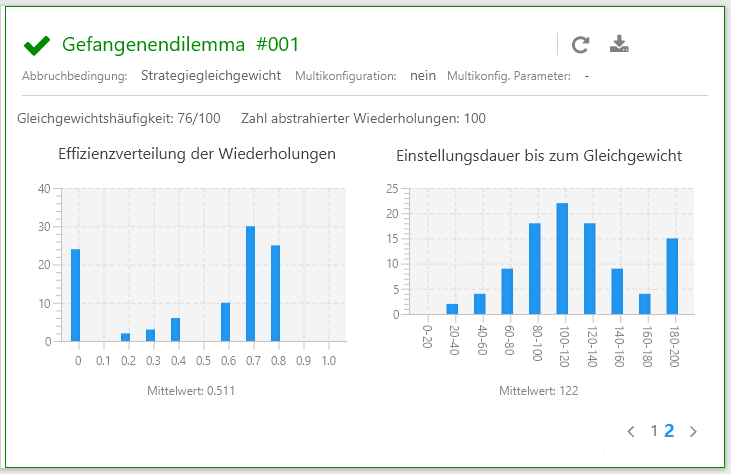 Gefangenendilemma #001
Abbruchbedingung: Strategiegleichgewicht Multikonfiguration: nein Multikonfig. Parameter: -
Gleichgewichtshäufigkeit: 76/100 Zahl abstrahierter Wiederholungen: 100
Effizienzverteilung der Wiederholungen
40
30
20
10
0
0 0.1 0.2 0.3 0.4 0.5 0.6 0.7 0.8 0.9 1.0
Mittelwert: 0.511
Einstellungsdauer bis zum Gleichgewicht
25
20
15
10
5
0
0-20 20-40 40-60 60-80 80-100 100-120 120-140 140-160 160-180 180-200
Mittelwert: 122
1 2